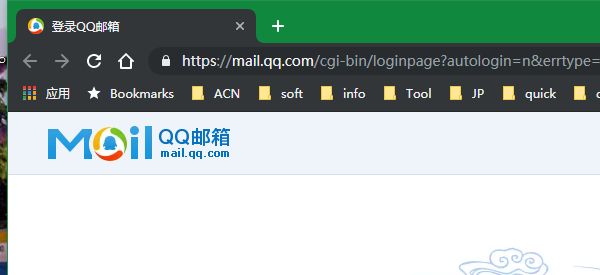 登录QQ邮箱
https://mail.qq.com/cgi-bin/loginpage?autologin=n&errtype=
应用 Bookmarks ACN soft info Tool JP quick
Mail QQ邮箱
mail.qq.com